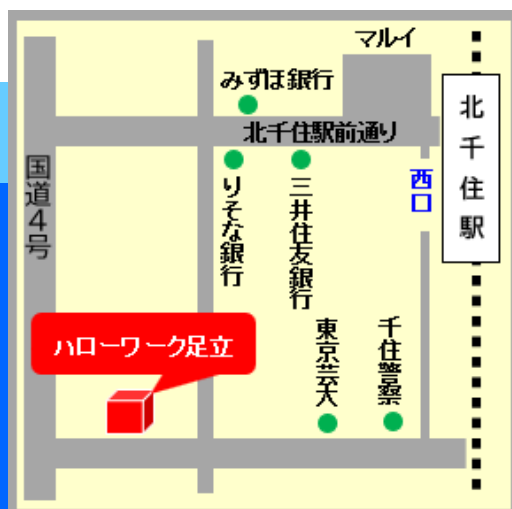 マルイ
みずほ銀行
北千住駅前通り
北千住駅
西口
国道4号
りそな銀行
三井住友銀行
東京芸大
千住警察
ハローワーク足立